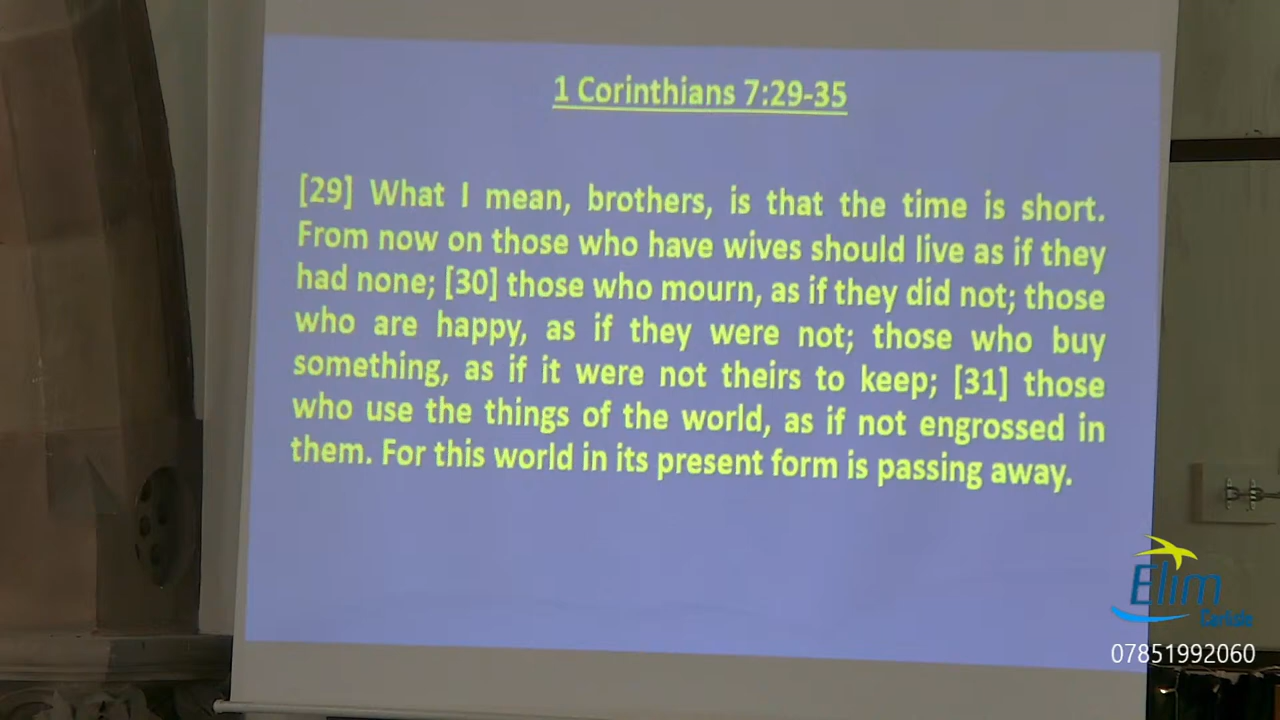 1 Corinthians 7:29-35
[29] What I mean, brothers, is that the time is short.
From now on those who have wives should live as if they
had none; [30] those who mourn, as if they did not; those
who are happy, as if they were not; those who buy
something, as if it were not theirs to keep; [31] those
who use the things of the world, as if not engrossed in
them. For this world in its present form is passing away.
Elim
Carlisle
07851992060